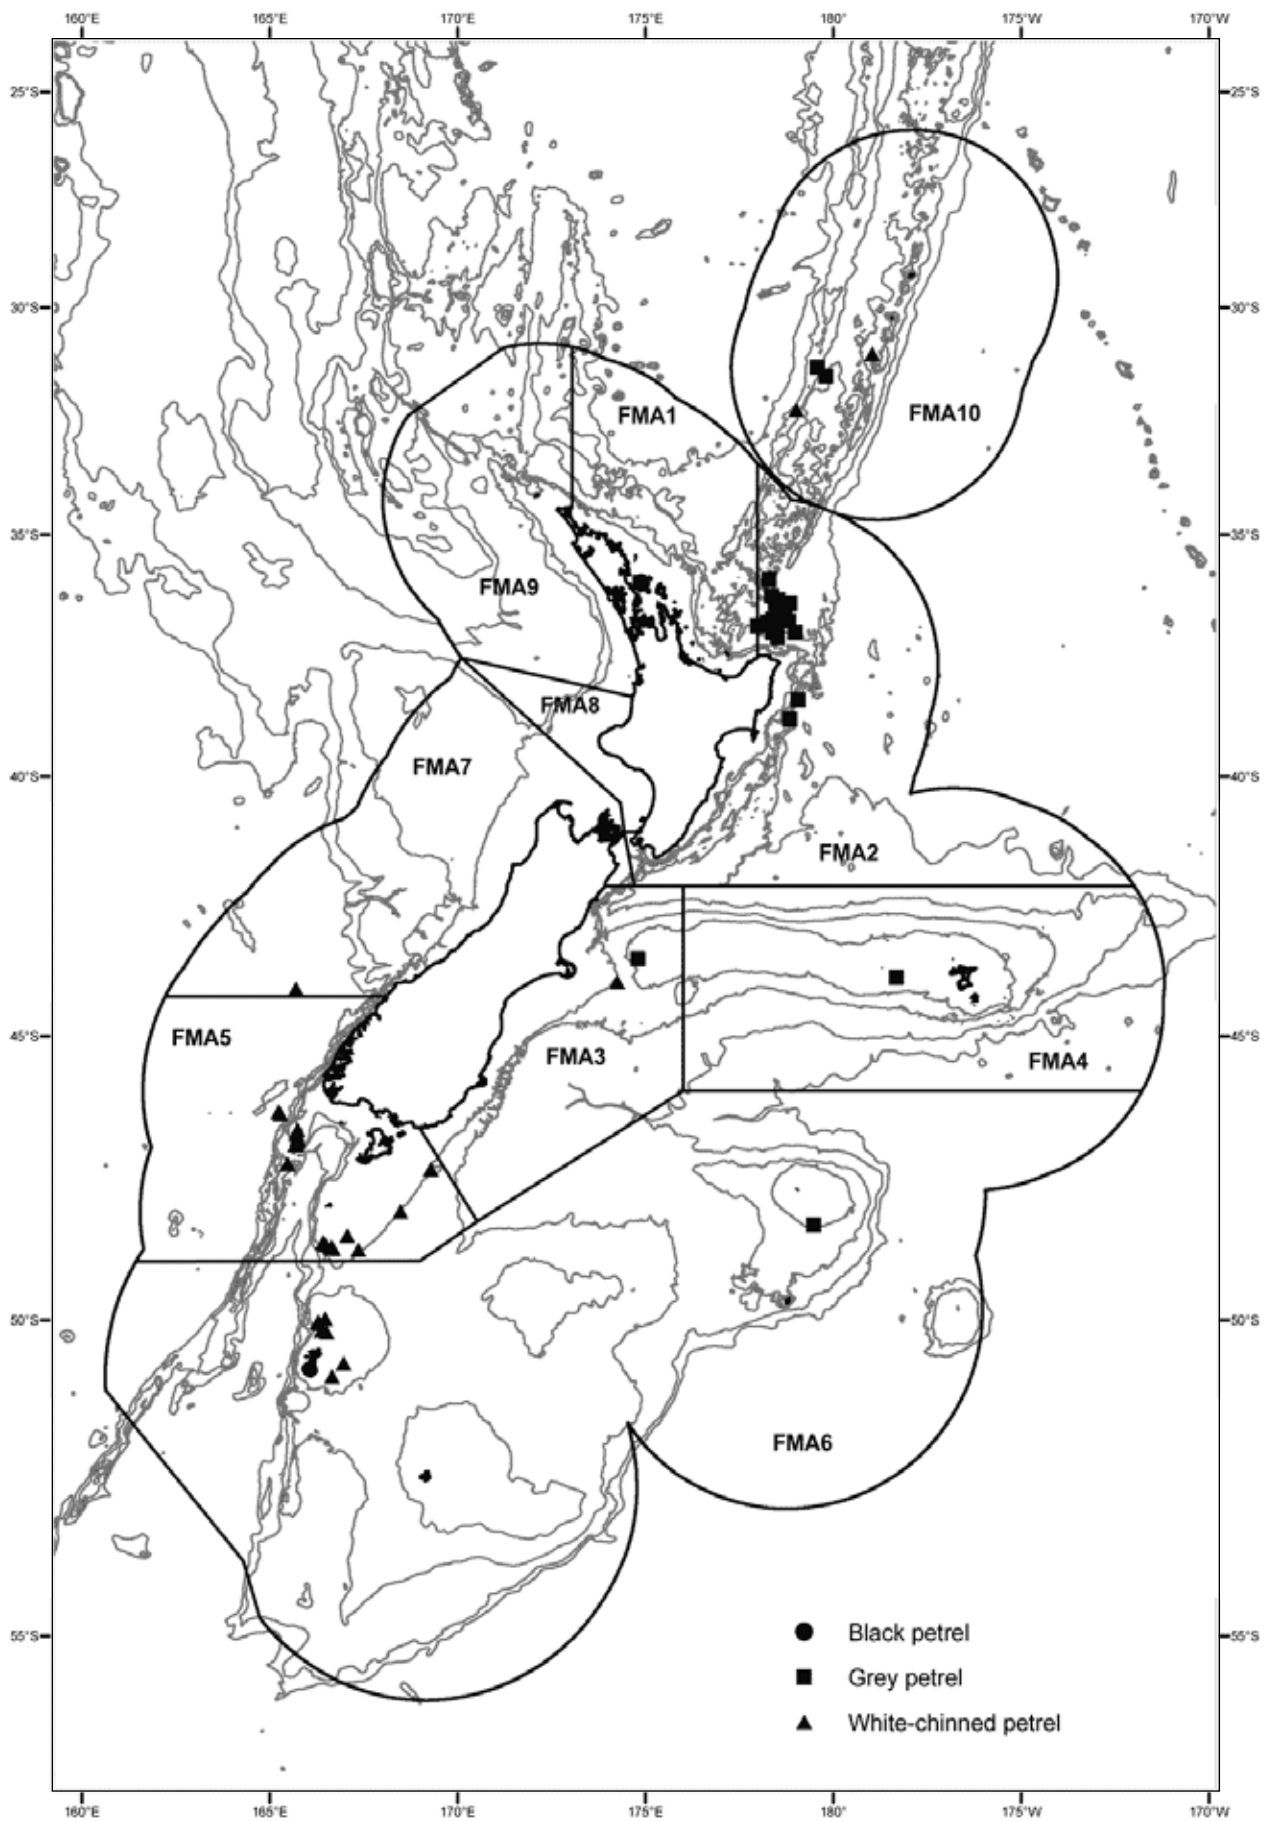 160°E 165°E 170°E 175°E 180° 175°W 170°W
25°S 25°S
30°S 30°S
FMA1 FMA10
35°S 35°S
FMA9
FMA8
FMA7
40°S 40°S
FMA2
FMA5
45°S 45°S
FMA3 FMA4
50°S 50°S
FMA6
Black petrel
55°S 55°S
Grey petrel
White-chinned petrel
160°E 165°E 170°E 175°E 180° 175°W 170°W